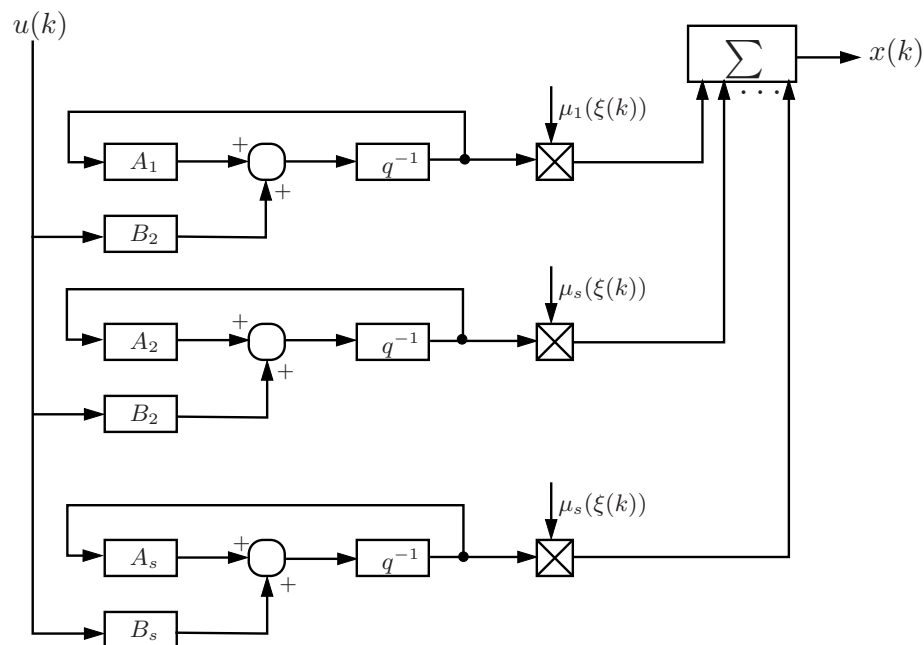 u(k)
∑
x(k)
· · ·
μ₁(ξ(k))
A₁
+
q⁻¹
+
B₂
μₛ(ξ(k))
A₂
+
q⁻¹
+
B₂
μₛ(ξ(k))
Aₛ
+
q⁻¹
+
Bₛ